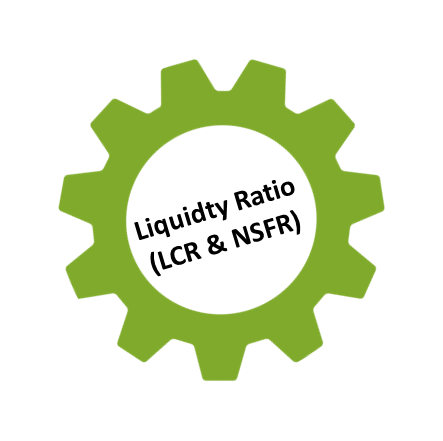 Liquidty Ratio
(LCR & NSFR)